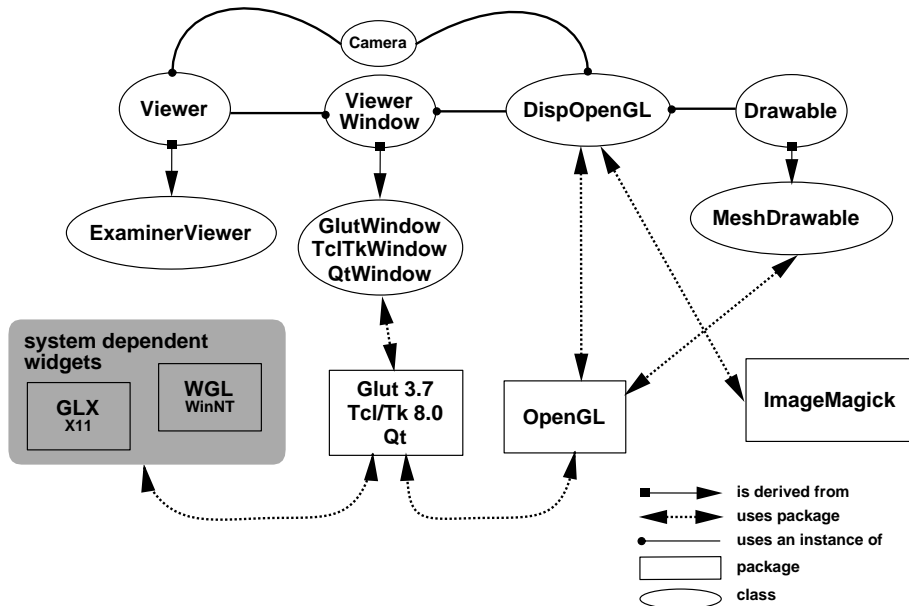 Camera
Viewer
Viewer
Window
DispOpenGL
Drawable
ExaminerViewer
GlutWindow
TclTkWindow
QtWindow
MeshDrawable
system dependent
widgets
GLX
X11
WGL
WinNT
Glut 3.7
Tcl/Tk 8.0
Qt
OpenGL
ImageMagick
is derived from
uses package
uses an instance of
package
class